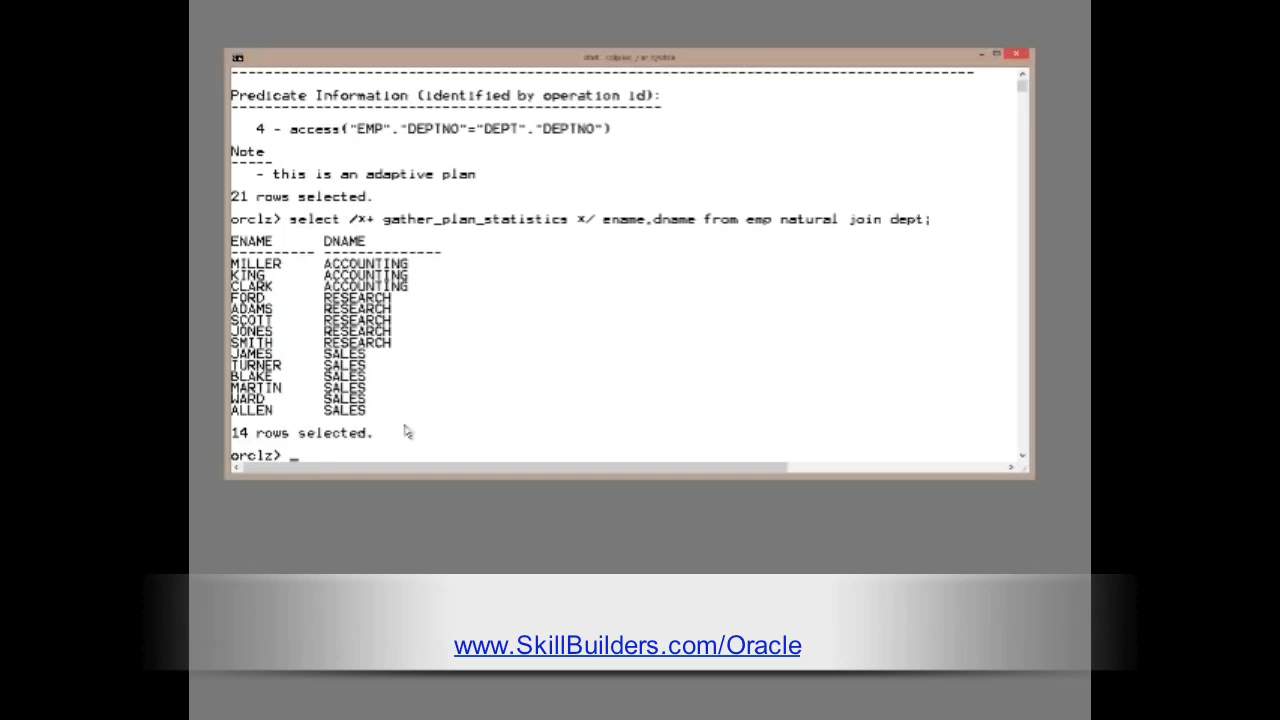 --------------------------------------------------------------------------------
Predicate Information (identified by operation id):
---------------------------------------------------
4 - access("EMP"."DEPTNO"="DEPT"."DEPTNO")
Note
-----
- this is an adaptive plan
21 rows selected.
orclz> select /*+ gather_plan_statistics */ ename,dname from emp natural join dept;
ENAME DNAME
---------- --------------
MILLER ACCOUNTING
KING ACCOUNTING
CLARK ACCOUNTING
FORD RESEARCH
ADAMS RESEARCH
SCOTT RESEARCH
JONES RESEARCH
SMITH RESEARCH
JAMES SALES
TURNER SALES
BLAKE SALES
MARTIN SALES
WARD SALES
ALLEN SALES
14 rows selected.
orclz> _
www.SkillBuilders.com/Oracle